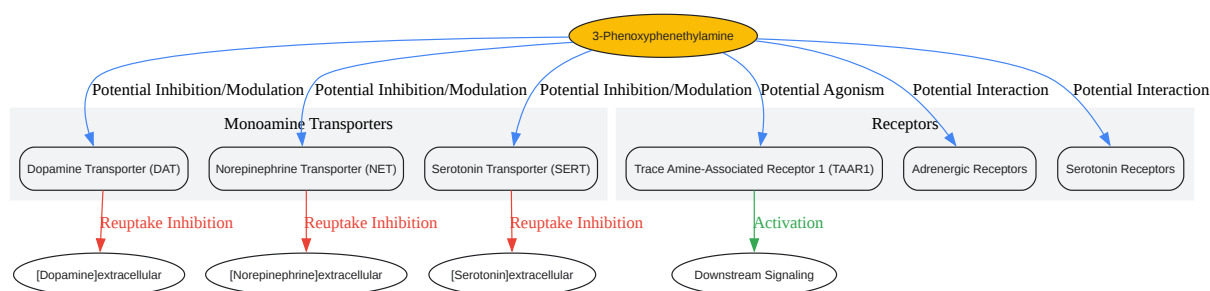 3-Phenoxyphenethylamine
Potential Inhibition/Modulation
Potential Inhibition/Modulation
Potential Inhibition/Modulation
Potential Agonism
Potential Interaction
Potential Interaction
Monoamine Transporters
Receptors
Dopamine Transporter (DAT)
Norepinephrine Transporter (NET)
Serotonin Transporter (SERT)
Trace Amine-Associated Receptor 1 (TAAR1)
Adrenergic Receptors
Serotonin Receptors
Reuptake Inhibition
Reuptake Inhibition
Reuptake Inhibition
Activation
[Dopamine]extracellular
[Norepinephrine]extracellular
[Serotonin]extracellular
Downstream Signaling